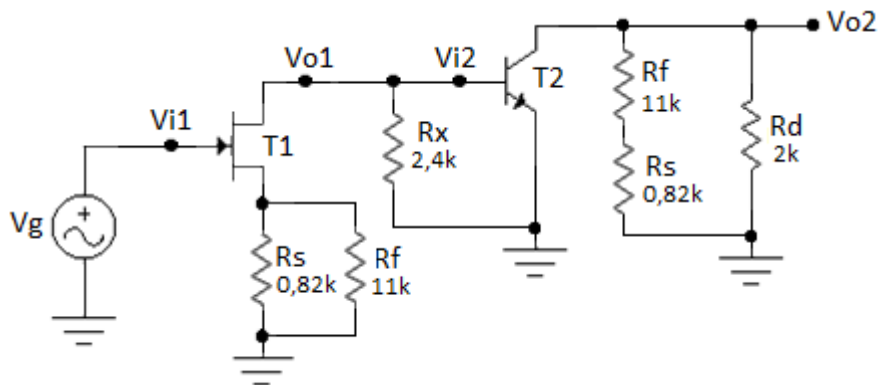 Vo1
Vi2
Vo2
T2
Rf
11k
Rd
2k
Rs
0,82k
Vi1
T1
Rx
2,4k
Vg
+
Rs
0,82k
Rf
11k